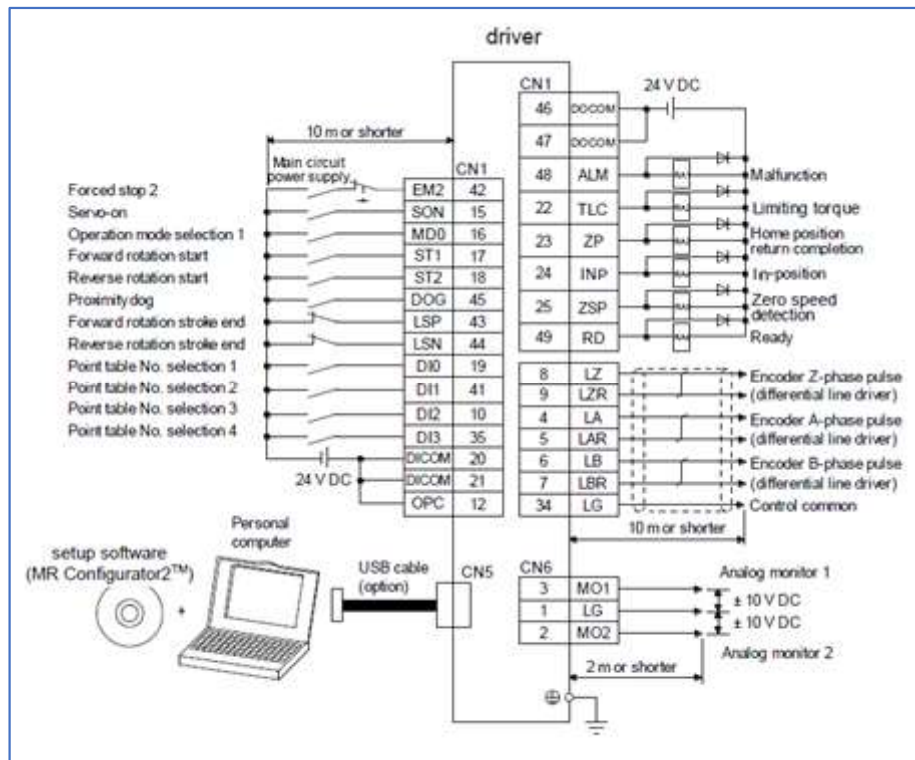 driver
10 m or shorter
Main circuit
power supply
CN1
Forced stop 2 EM2 42
Servo-on SON 15
Operation mode selection 1 MD0 16
Forward rotation start ST1 17
Reverse rotation start ST2 18
Proximity dog DOG 45
Forward rotation stroke end LSP 43
Reverse rotation stroke end LSN 44
Point table No. selection 1 DI0 19
Point table No. selection 2 DI1 41
Point table No. selection 3 DI2 10
Point table No. selection 4 DI3 35
DICOM 20
24 V DC DICOM 21
OPC 12
CN1
24 V DC
46 DOCOM
47 DOCOM
48 ALM Malfunction
22 TLC Limiting torque
23 ZP Home position
return completion
24 INP In-position
25 ZSP Zero speed
detection
49 RD Ready
8 LZ Encoder Z-phase pulse
9 LZR (differential line driver)
4 LA Encoder A-phase pulse
5 LAR (differential line driver)
6 LB Encoder B-phase pulse
7 LBR (differential line driver)
34 LG Control common
10 m or shorter
Personal
computer
setup software
(MR Configurator2™)
+
USB cable
(option)
CN5
CN6
3 MO1 Analog monitor 1
± 10 V DC
1 LG
± 10 V DC
2 MO2
Analog monitor 2
2 m or shorter